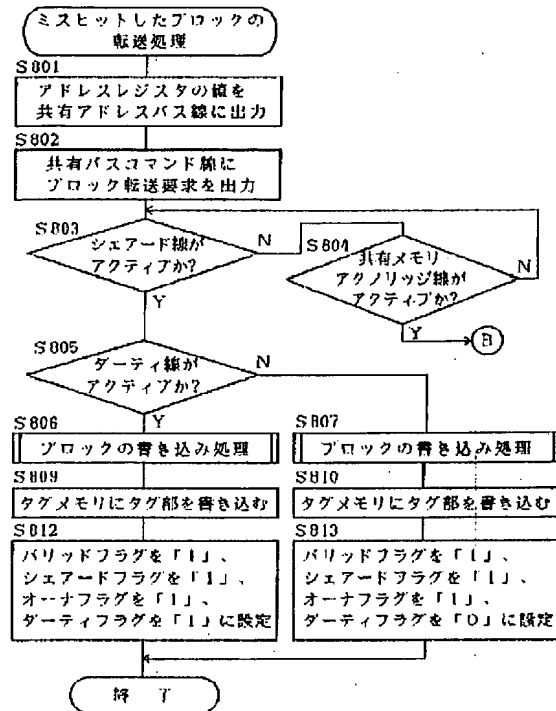 ミスヒットしたブロックの
転送処理
S801
アドレスレジスタの値を
共有アドレスバス線に出力
S802
共有バスコマンド線に
ブロック転送要求を出力
S803
シェアード線が
アクティブか?
N
Y
S804
共有メモリ
アクノリッジ線が
アクティブか?
N
Y
B
S805
ダーティ線が
アクティブか?
N
Y
S806
ブロックの書き込み処理
S807
ブロックの書き込み処理
S809
タグメモリにタグ部を書き込む
S810
タグメモリにタグ部を書き込む
S812
バリッドフラグを「1」、
シェアードフラグを「1」、
オーナフラグを「1」、
ダーティフラグを「1」に設定
S813
バリッドフラグを「1」、
シェアードフラグを「1」、
オーナフラグを「1」、
ダーティフラグを「0」に設定
終了